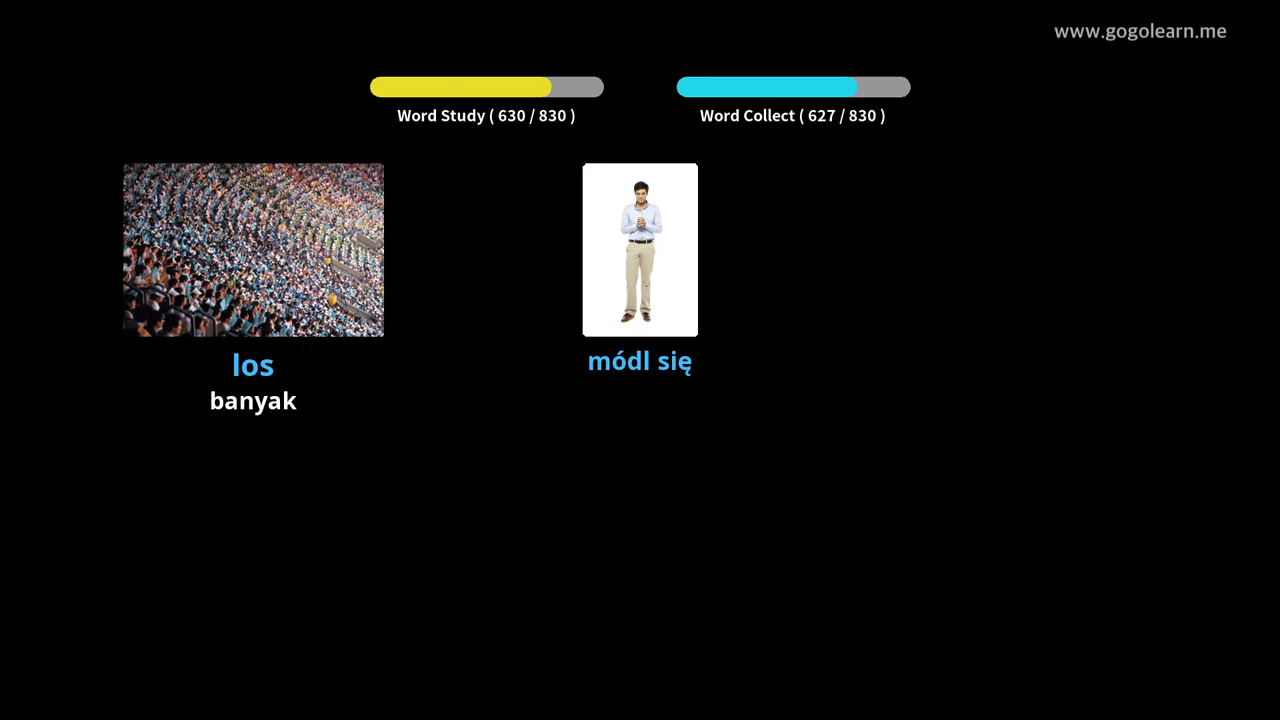 www.gogolearn.me
Word Study ( 630 / 830 )
Word Collect ( 627 / 830 )
los
banyak
módl się